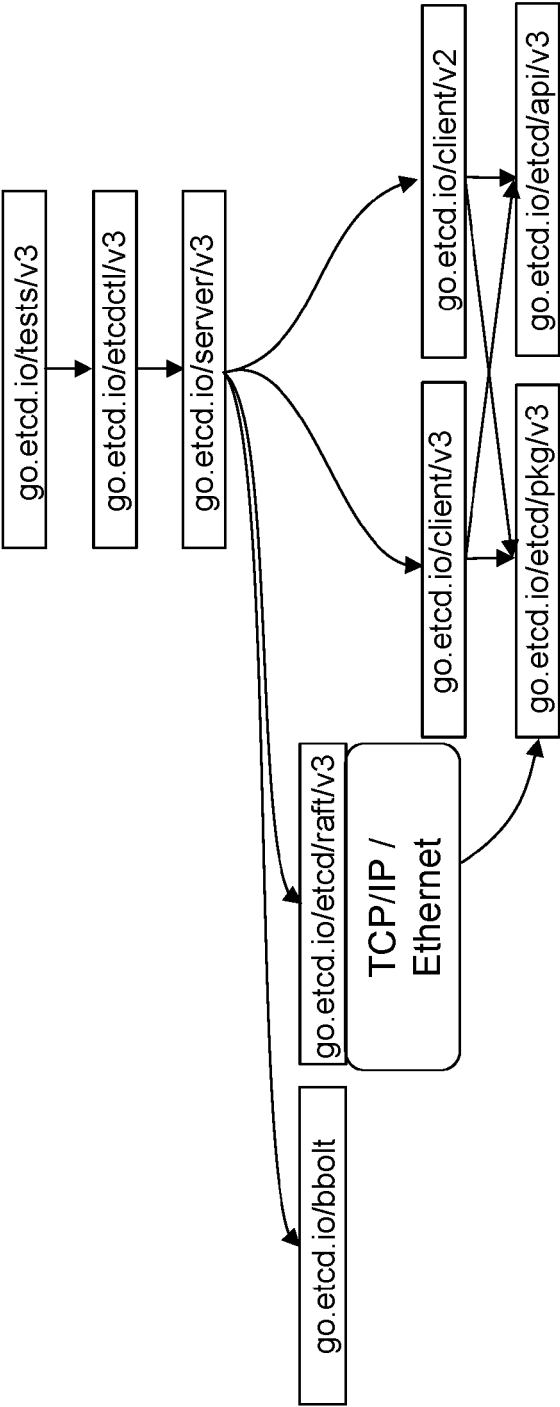 go.etcd.io/tests/v3
go.etcd.io/etcdctl/v3
go.etcd.io/server/v3
go.etcd.io/bbolt
go.etcd.io/etcd/raft/v3
TCP/IP /
Ethernet
go.etcd.io/client/v3
go.etcd.io/client/v2
go.etcd.io/etcd/pkg/v3
go.etcd.io/etcd/api/v3